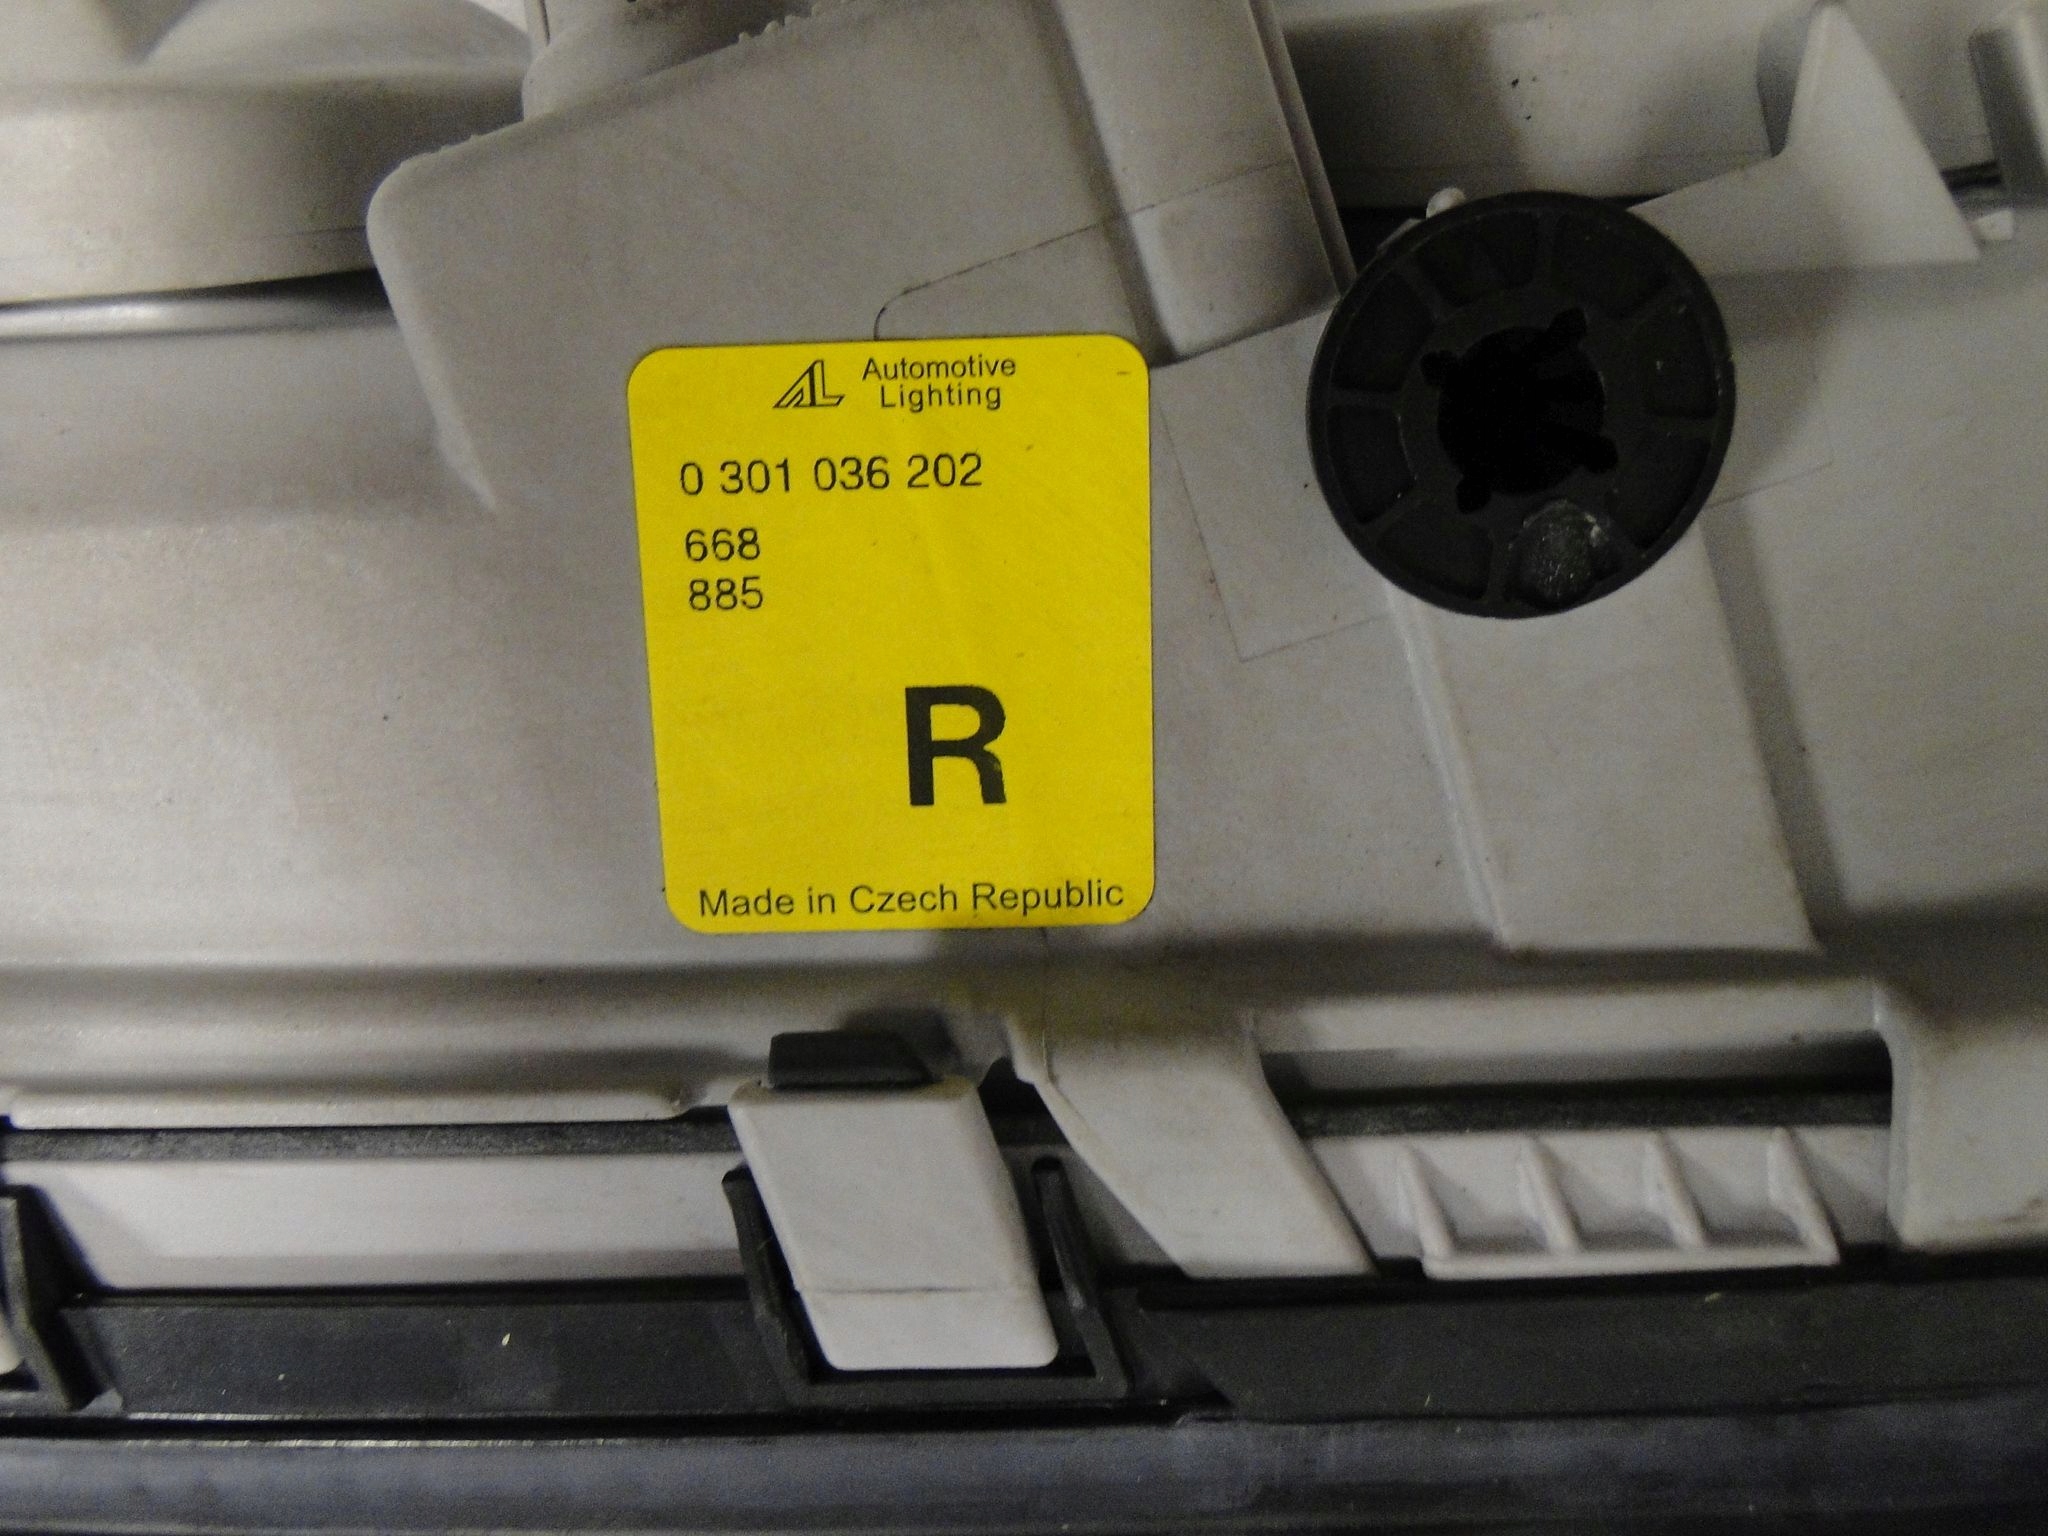 AL Automotive
Lighting
0 301 036 202
668
885
R
Made in Czech Republic